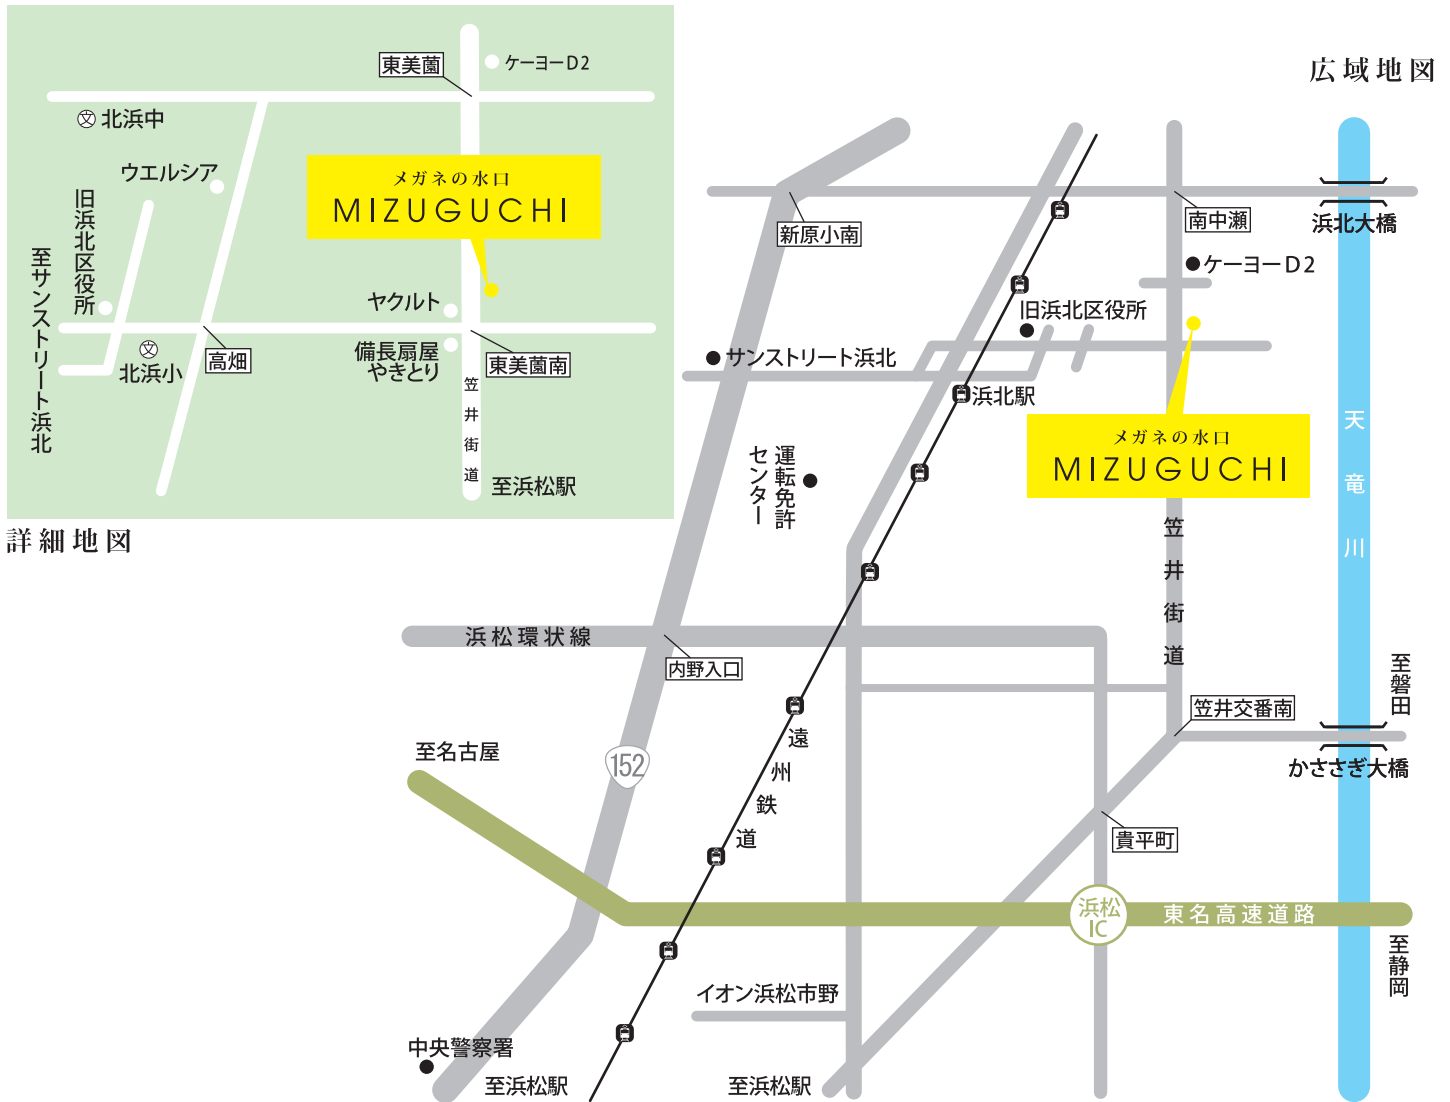 東美薗
ケーヨーD2
文
北浜中
ウエルシア
旧浜北区役所
至サンストリート浜北
メガネの水口
MIZUGUCHI
ヤクルト
文
北浜小
高畑
備長扇屋
やきとり
東美薗南
笠井街道
至浜松駅
詳細地図
広域地図
新原小南
南中瀬
浜北大橋
ケーヨーD2
旧浜北区役所
サンストリート浜北
浜北駅
メガネの水口
MIZUGUCHI
運転免許
センター
天竜川
笠井街道
浜松環状線
内野入口
至磐田
笠井交番南
かささぎ大橋
至名古屋
152
遠州鉄道
貴平町
浜松
IC
東名高速道路
至静岡
イオン浜松市野
中央警察署
至浜松駅
至浜松駅